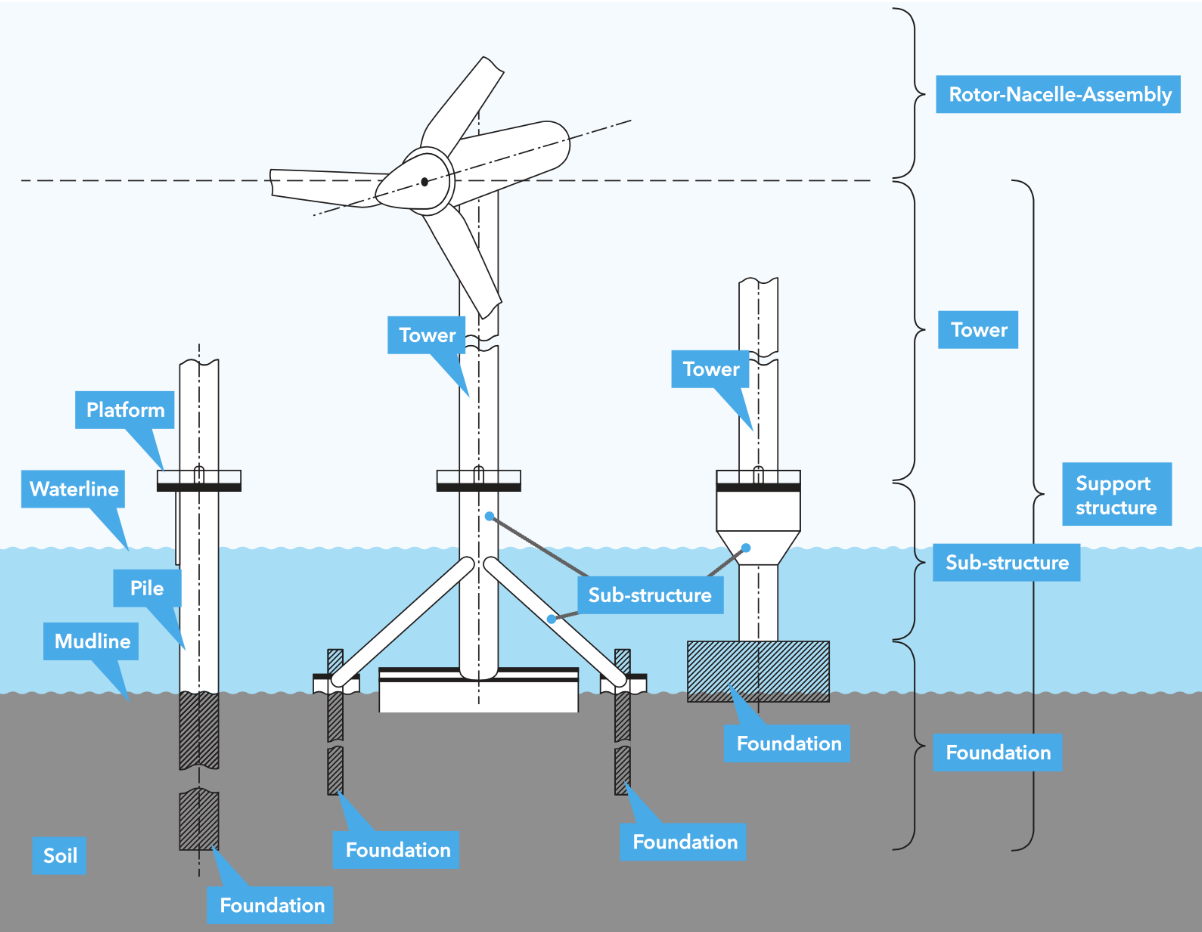 Rotor-Nacelle-Assembly
Tower
Tower
Tower
Platform
Waterline
Support
structure
Sub-structure
Pile
Sub-structure
Mudline
Foundation
Foundation
Foundation
Foundation
Soil
Foundation